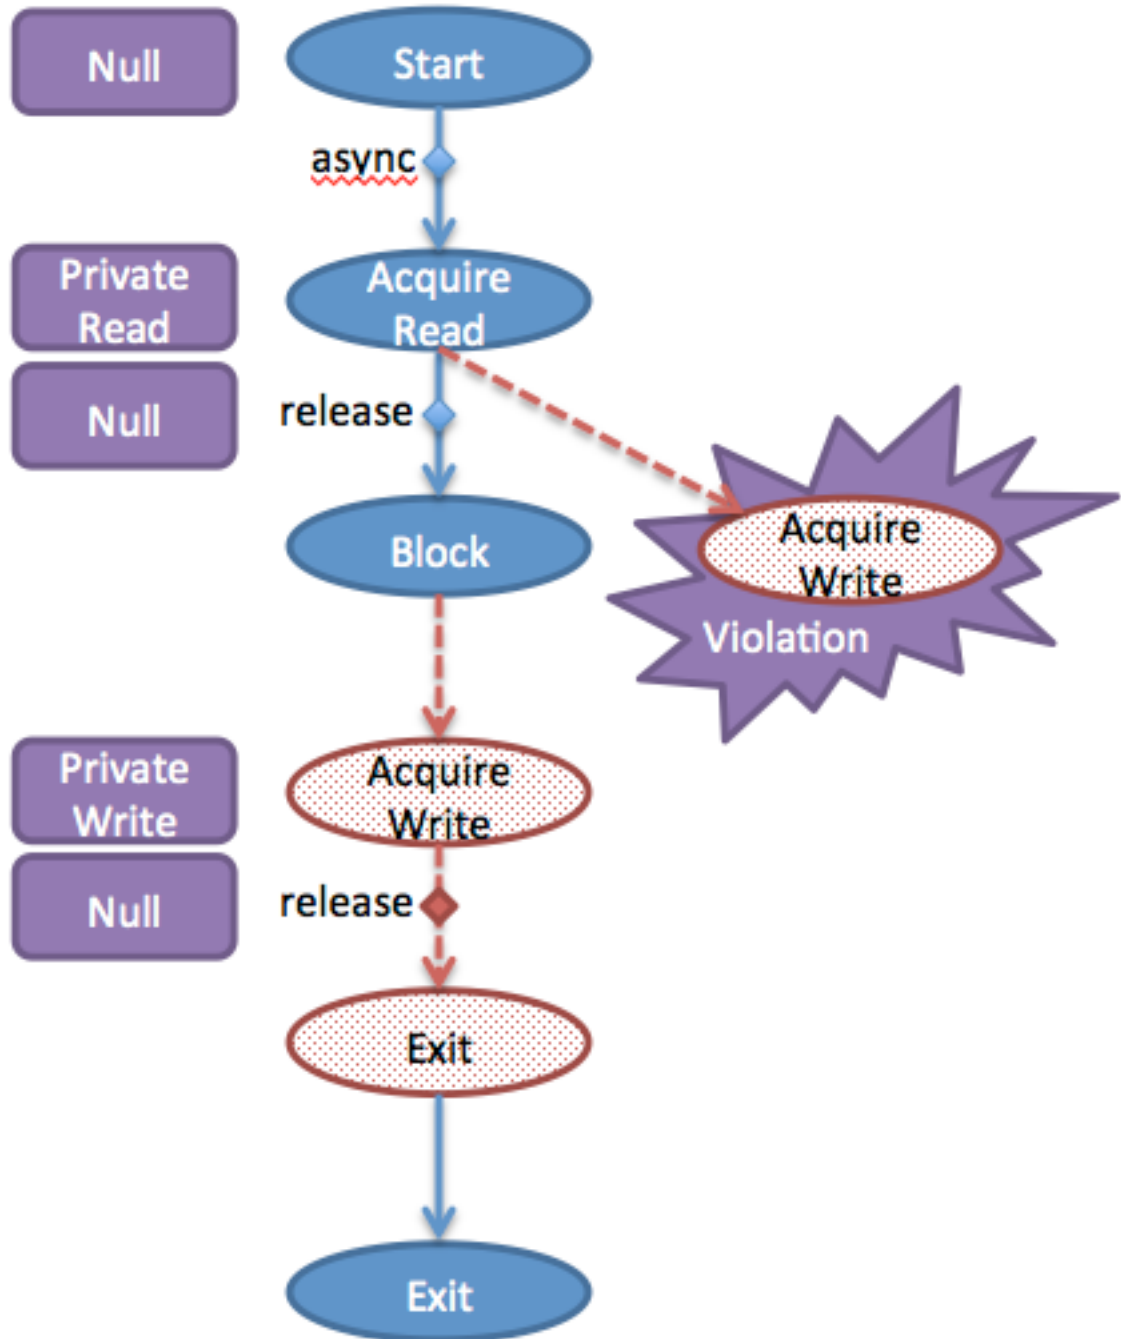 Null
Start
async
Private
Read
Acquire
Read
Null
release
Block
Acquire
Write
Violation
Private
Write
Acquire
Write
Null
release
Exit
Exit